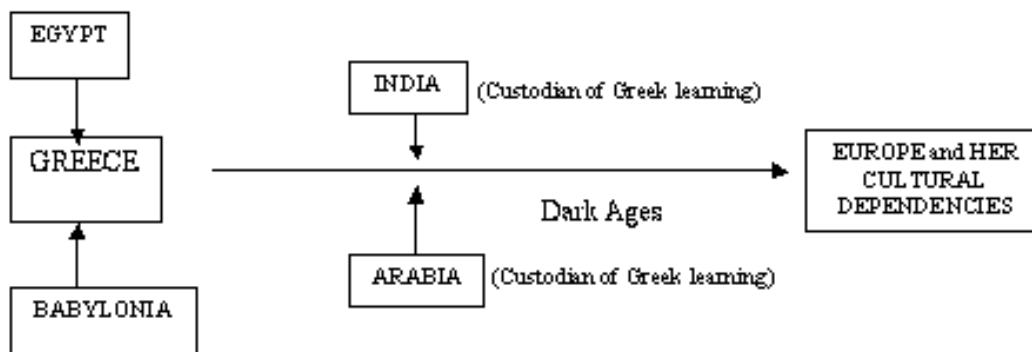 EGYPT
INDIA (Custodian of Greek learning)
GREECE
EUROPE and HER
CULTURAL
DEPENDENCIES
Dark Ages
ARABIA (Custodian of Greek learning)
BABYLONIA